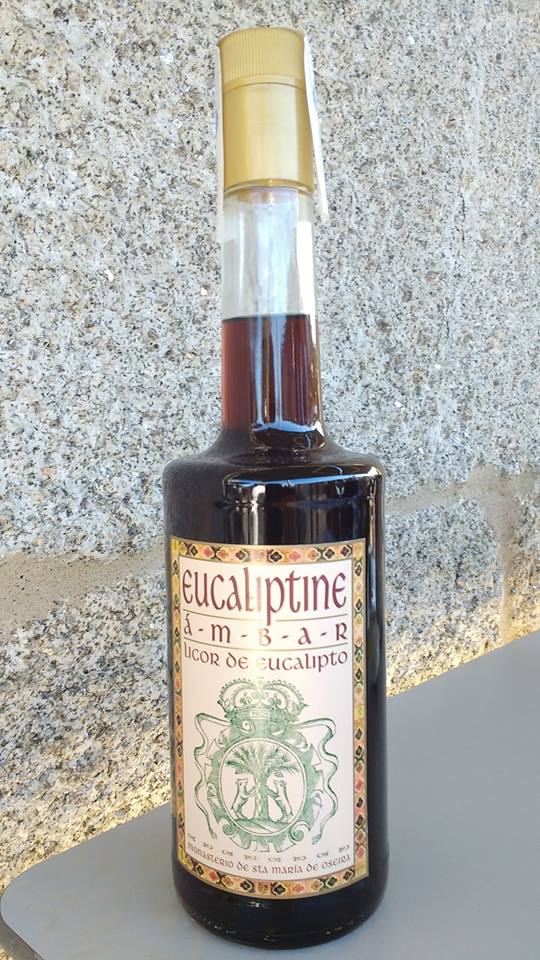 eucaliptine
á-m-B-a-R
LICOR DE EUCALIPTO
MONASTERIO DE STA MARÍA DE OSEIRA